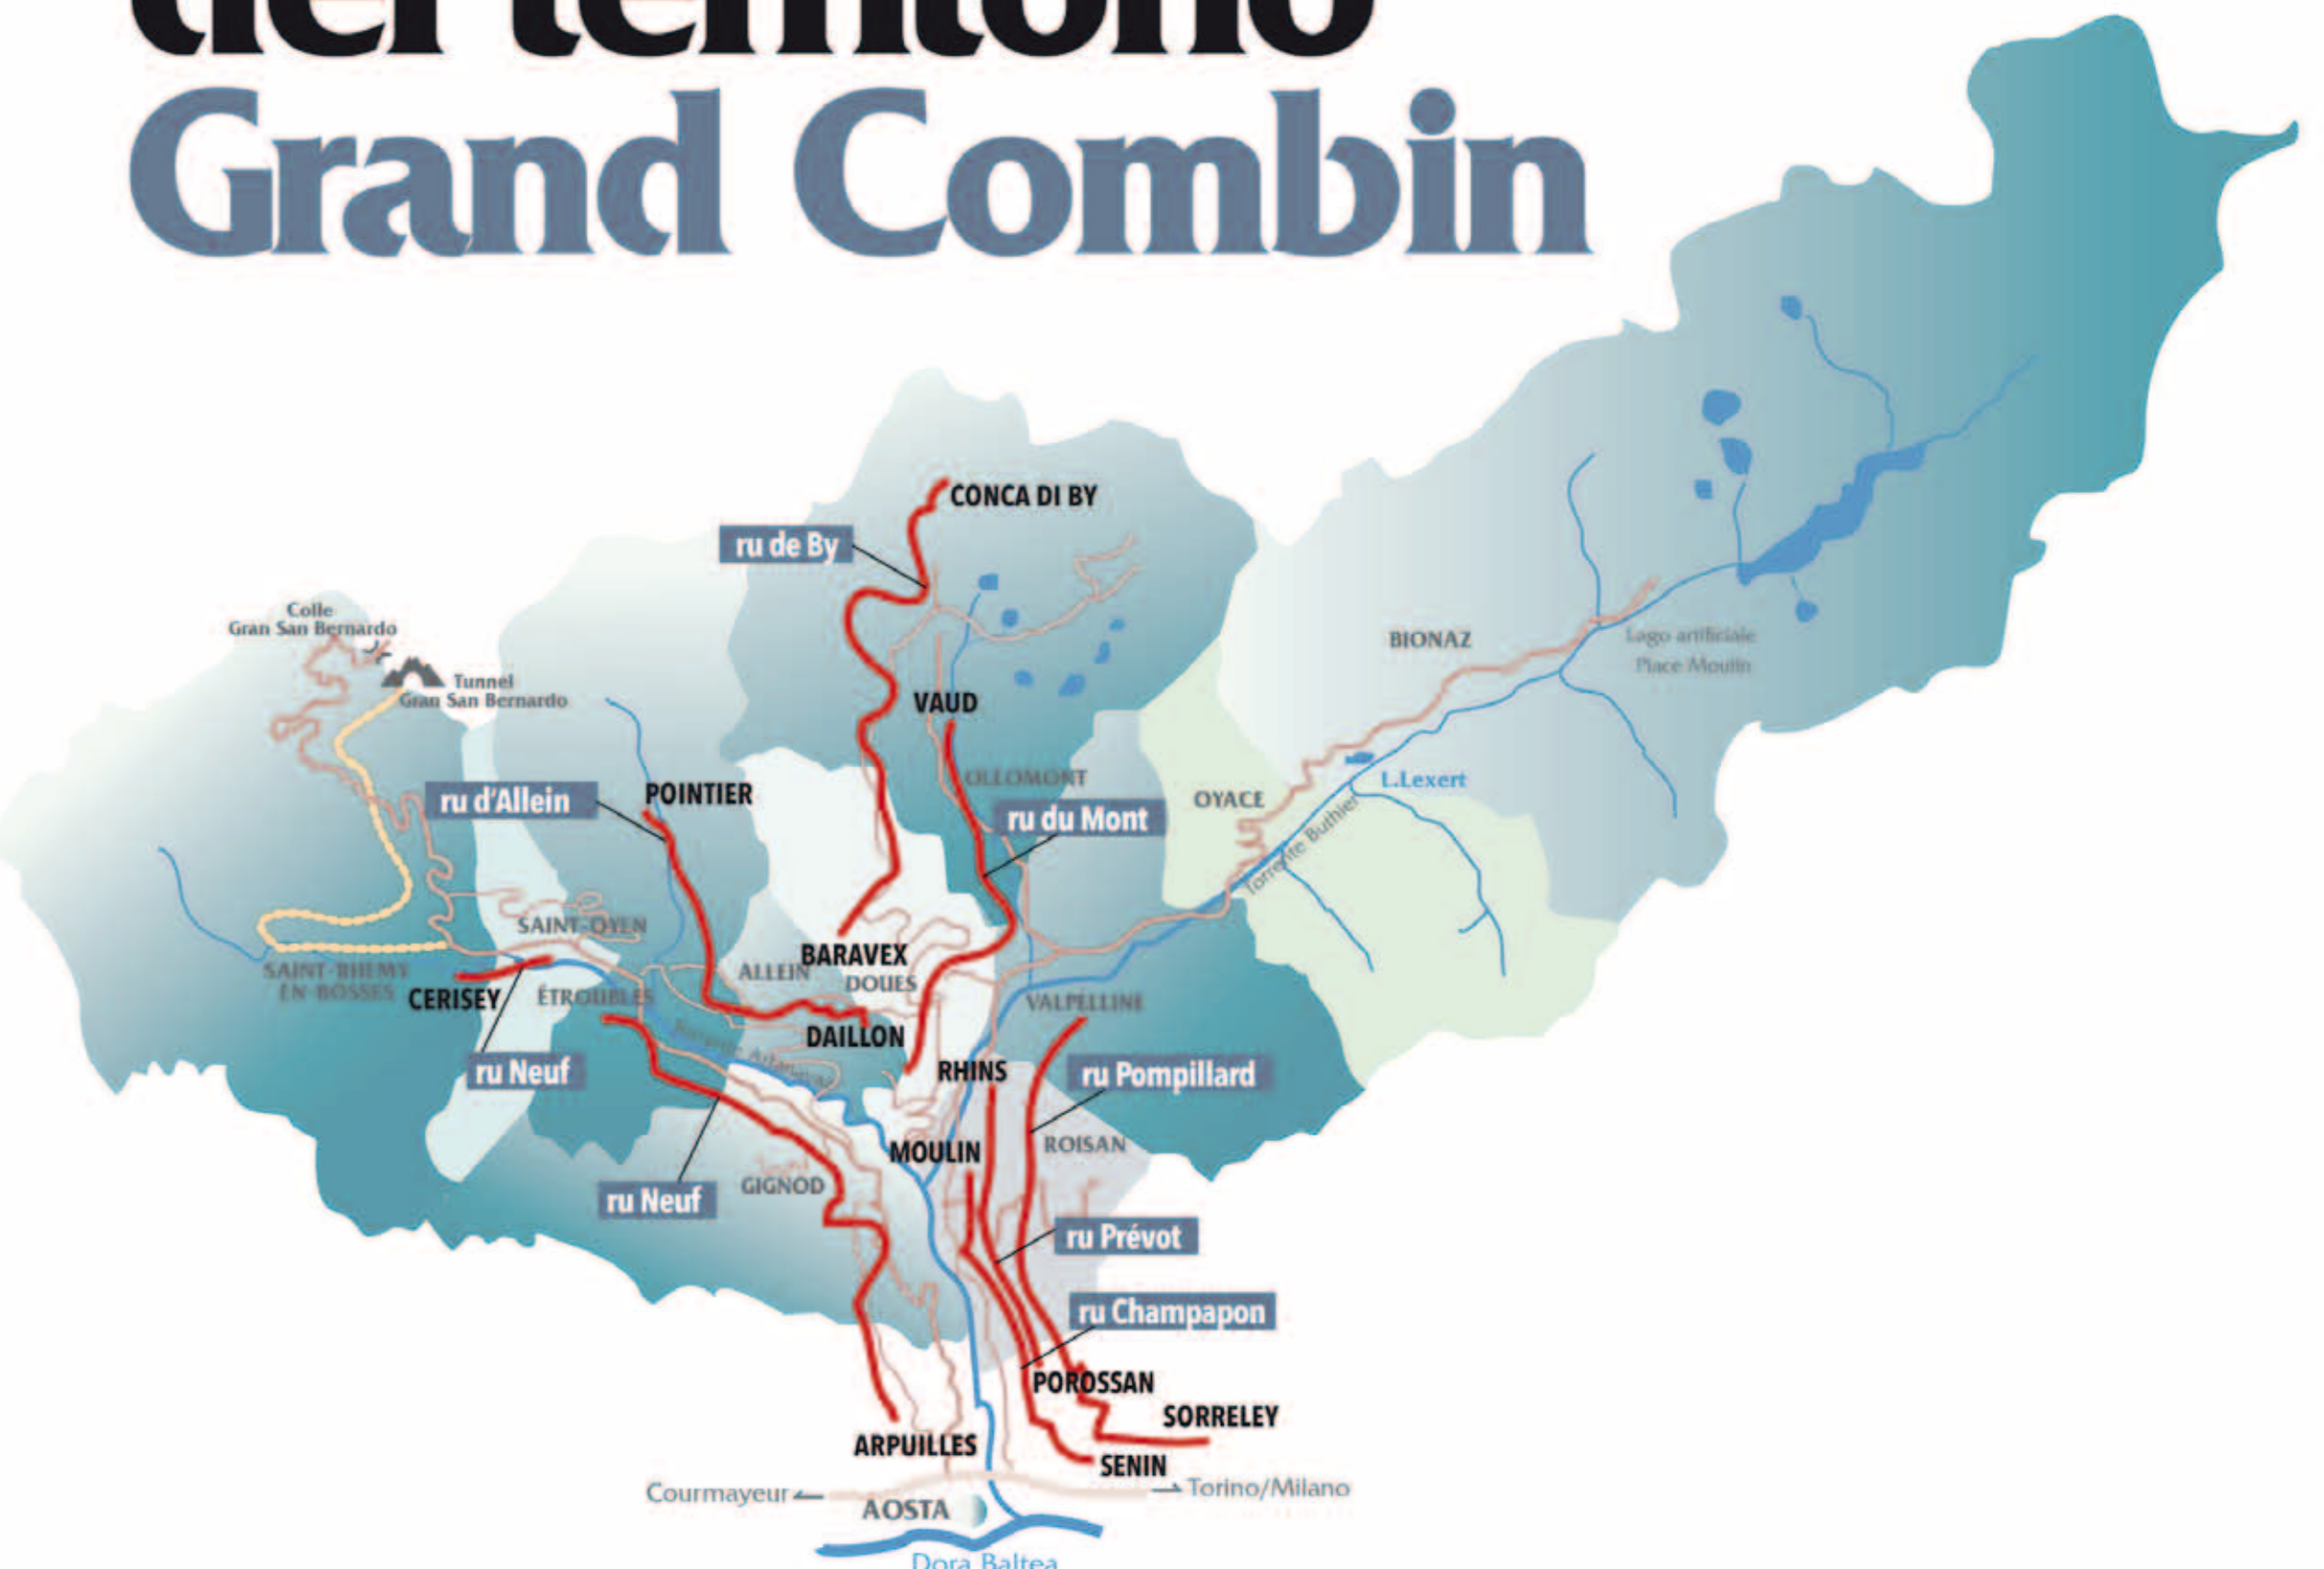 del territorio
Grand Combin
CONCA DI BY
ru de By
Colle
Gran San Bernardo
Tunnel
Gran San Bernardo
BIONAZ
Lago artificiale
Place Moulin
VAUD
OLLOMONT
L.Lexert
ru d'Allein
POINTIER
OYACE
ru du Mont
Torrente Buthier
SAINT-OYEN
BARAVEX
ALLEIN
DOUES
SAINT-RHEMY
EN-BOSSES
CERISEY
ÉTROUBLES
VALPELLINE
DAILLON
ru Neuf
RHINS
ru Pompillard
MOULIN
ROISAN
GIGNOD
ru Neuf
ru Prévot
ru Champapon
POROSSAN
SORRELEY
ARPUILLES
SENIN
Courmayeur
Torino/Milano
AOSTA
Dora Baltea